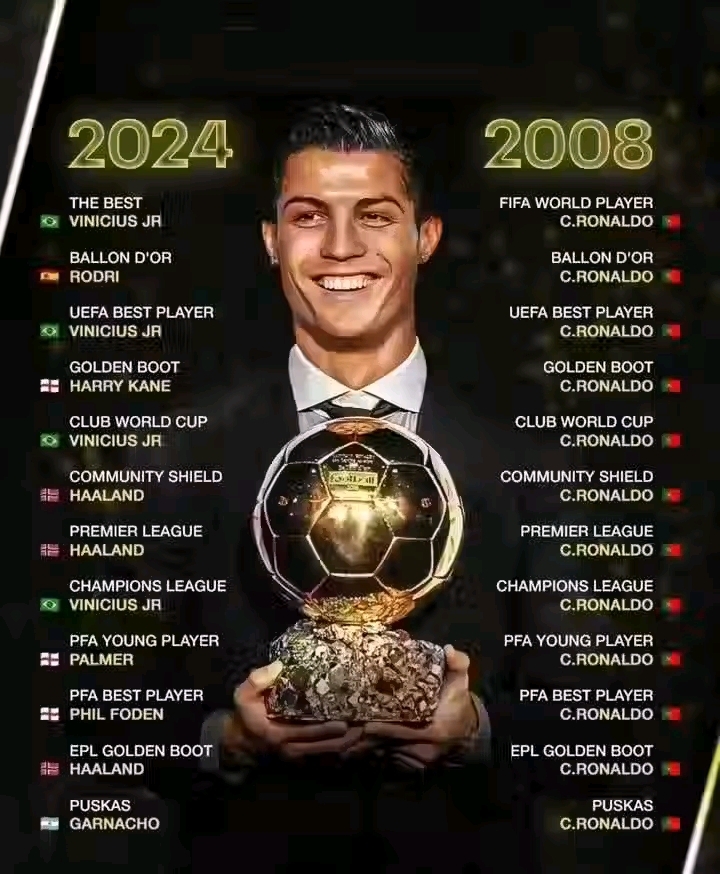 2024
THE BEST
VINICIUS JR
BALLON D'OR
RODRI
UEFA BEST PLAYER
VINICIUS JR
GOLDEN BOOT
HARRY KANE
CLUB WORLD CUP
VINICIUS JR
COMMUNITY SHIELD
HAALAND
PREMIER LEAGUE
HAALAND
CHAMPIONS LEAGUE
VINICIUS JR
PFA YOUNG PLAYER
PALMER
PFA BEST PLAYER
PHIL FODEN
EPL GOLDEN BOOT
HAALAND
PUSKAS
GARNACHO
2008
FIFA WORLD PLAYER
C.RONALDO
BALLON D'OR
C.RONALDO
UEFA BEST PLAYER
C.RONALDO
GOLDEN BOOT
C.RONALDO
CLUB WORLD CUP
C.RONALDO
COMMUNITY SHIELD
C.RONALDO
PREMIER LEAGUE
C.RONALDO
CHAMPIONS LEAGUE
C.RONALDO
PFA YOUNG PLAYER
C.RONALDO
PFA BEST PLAYER
C.RONALDO
EPL GOLDEN BOOT
C.RONALDO
PUSKAS
C.RONALDO